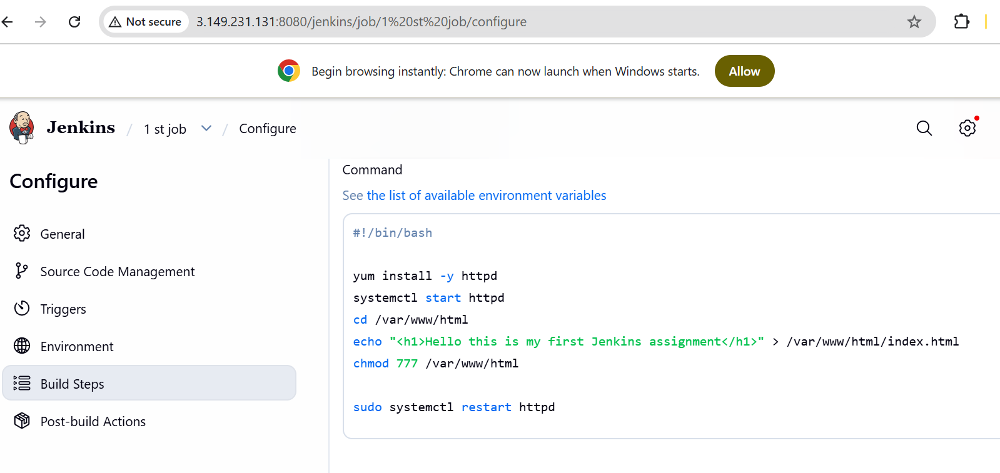 Not secure 3.149.231.131:8080/jenkins/job/1%20st%20job/configure
Begin browsing instantly: Chrome can now launch when Windows starts. Allow
Jenkins / 1 st job / Configure
Configure
General
Source Code Management
Triggers
Environment
Build Steps
Post-build Actions
Command
See the list of available environment variables
#!/bin/bash
yum install -y httpd
systemctl start httpd
cd /var/www/html
echo "<h1>Hello this is my first Jenkins assignment</h1>" > /var/www/html/index.html
chmod 777 /var/www/html
sudo systemctl restart httpd